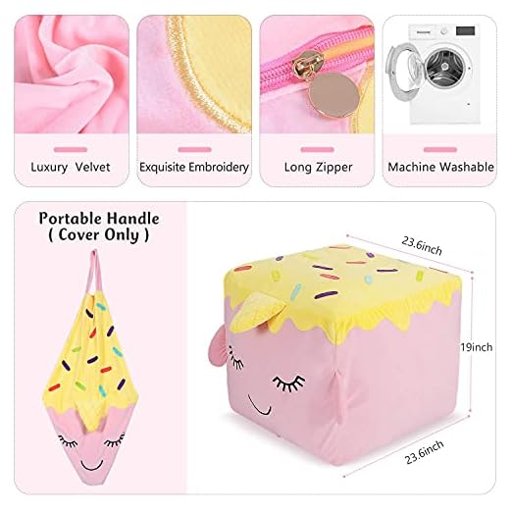 Luxury Velvet
Exquisite Embroidery
Long Zipper
Machine Washable
Portable Handle
( Cover Only )
23.6inch
19inch
23.6inch